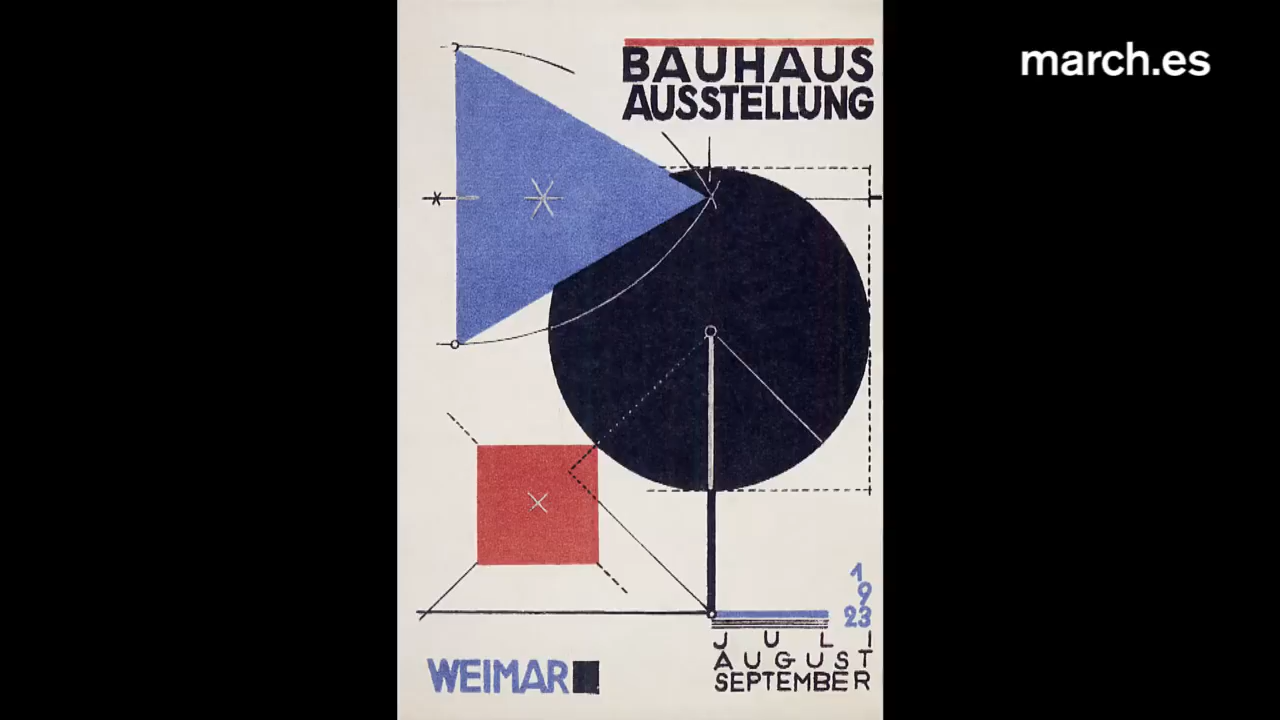 march.es
BAUHAUS
AUSSTELLUNG
1
9
23
JULI
AUGUST
SEPTEMBER
WEIMAR